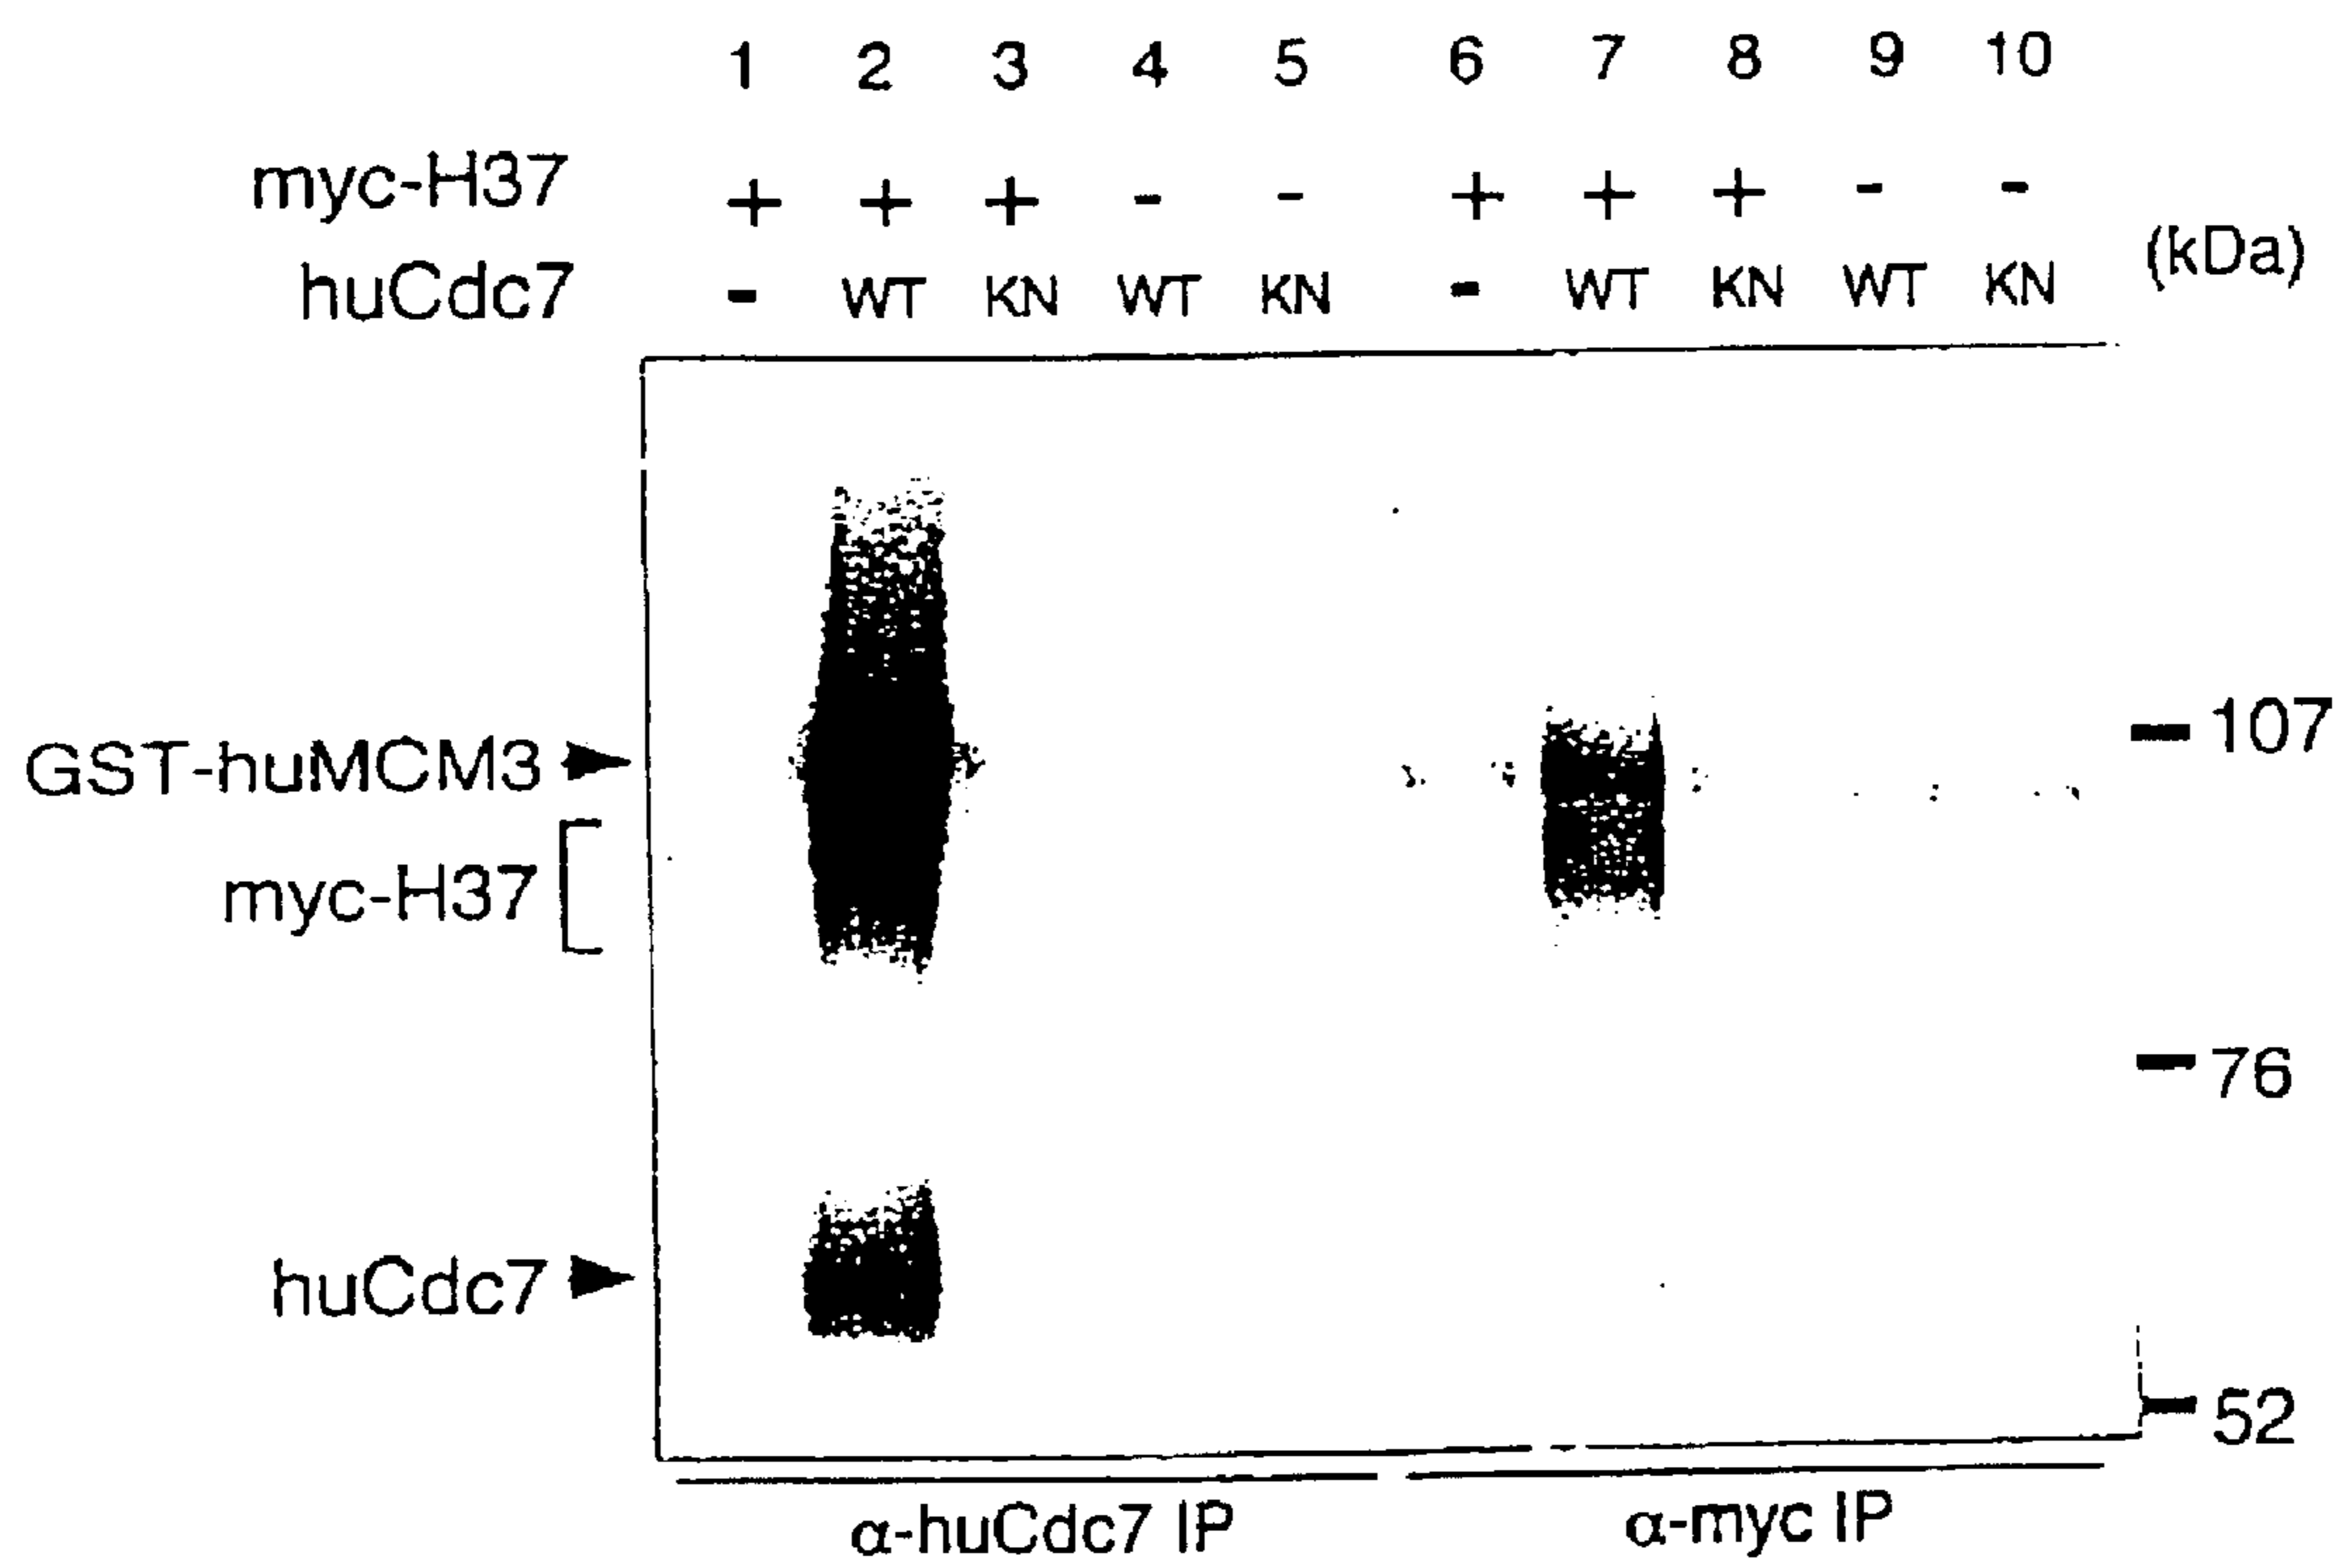 1 2 3 4 5 6 7 8 9 10
myc-H37 + + + - - + + + - -
huCdc7 - WT KN WT KN - WT KN WT KN (kDa)
107
GST-huMCM3
myc-H37
76
huCdc7
52
α-huCdc7 IP α-myc IP